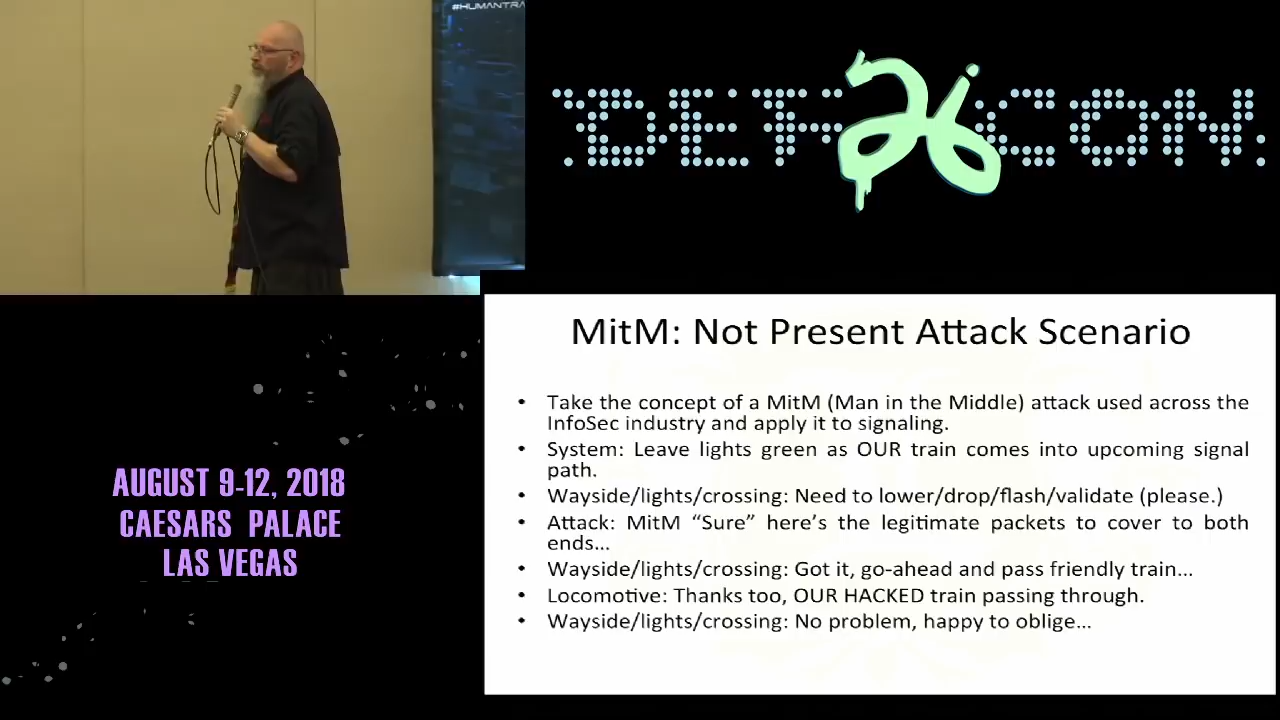 #HUMANTRA
DEF CON
26
AUGUST 9-12, 2018
CAESARS PALACE
LAS VEGAS
MitM: Not Present Attack Scenario
• Take the concept of a MitM (Man in the Middle) attack used across the
InfoSec industry and apply it to signaling.
• System: Leave lights green as OUR train comes into upcoming signal
path.
• Wayside/lights/crossing: Need to lower/drop/flash/validate (please.)
• Attack: MitM “Sure” here’s the legitimate packets to cover to both
ends…
• Wayside/lights/crossing: Got it, go-ahead and pass friendly train…
• Locomotive: Thanks too, OUR HACKED train passing through.
• Wayside/lights/crossing: No problem, happy to oblige…